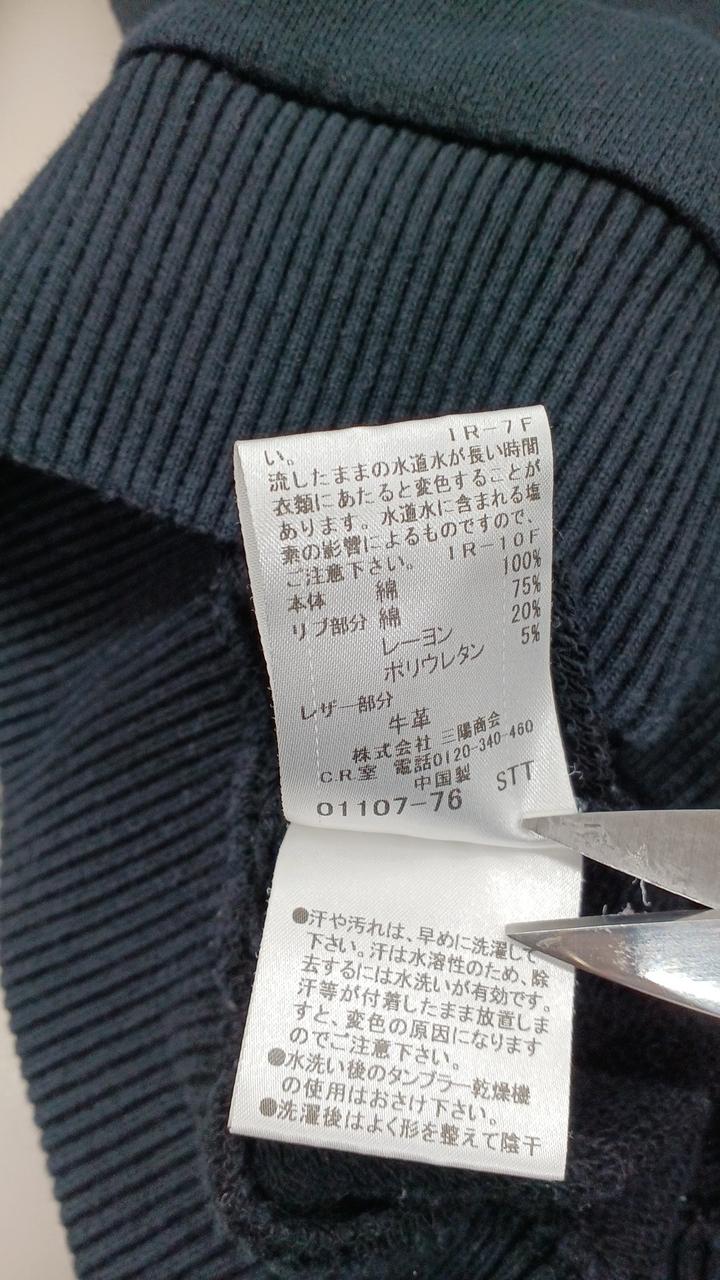 IR-7F
い。
流したままの水道水が長い時間
衣類にあたると変色することが
あります。水道水に含まれる塩
素の影響によるものですので、
ご注意下さい。 IR-10F
本体 綿 100%
リブ部分 綿 75%
レーヨン 20%
ポリウレタン 5%
レザー部分
牛革
株式会社 三陽商会
C.R.室 電話0120-340-460
中国製
01107-76 STT
●汗や汚れは、早めに洗濯して
下さい。汗は水溶性のため、除
去するには水洗いが有効です。
汗等が付着したまま放置しま
すと、変色の原因になります
のでご注意下さい。
●水洗い後のタンブラー乾燥機
の使用はおさけ下さい。
●洗濯後はよく形を整えて陰干